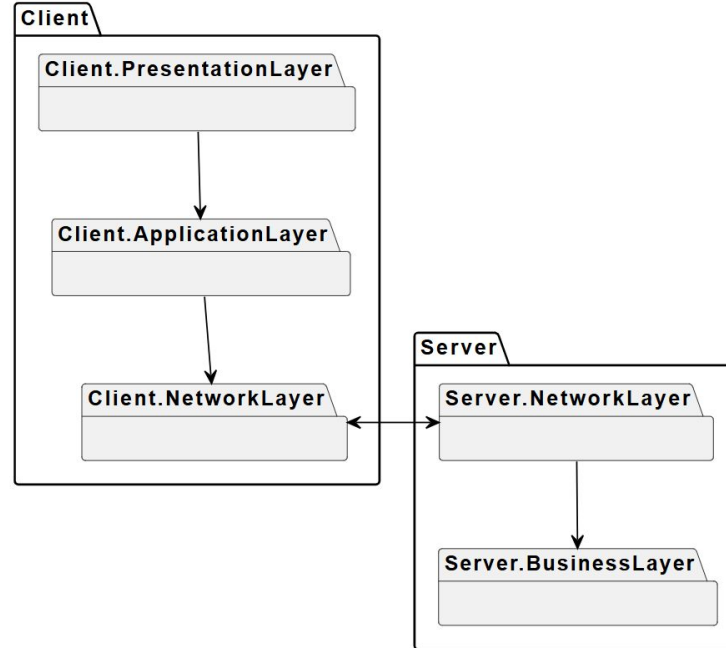 Client
Client.PresentationLayer
Client.ApplicationLayer
Client.NetworkLayer
Server
Server.NetworkLayer
Server.BusinessLayer